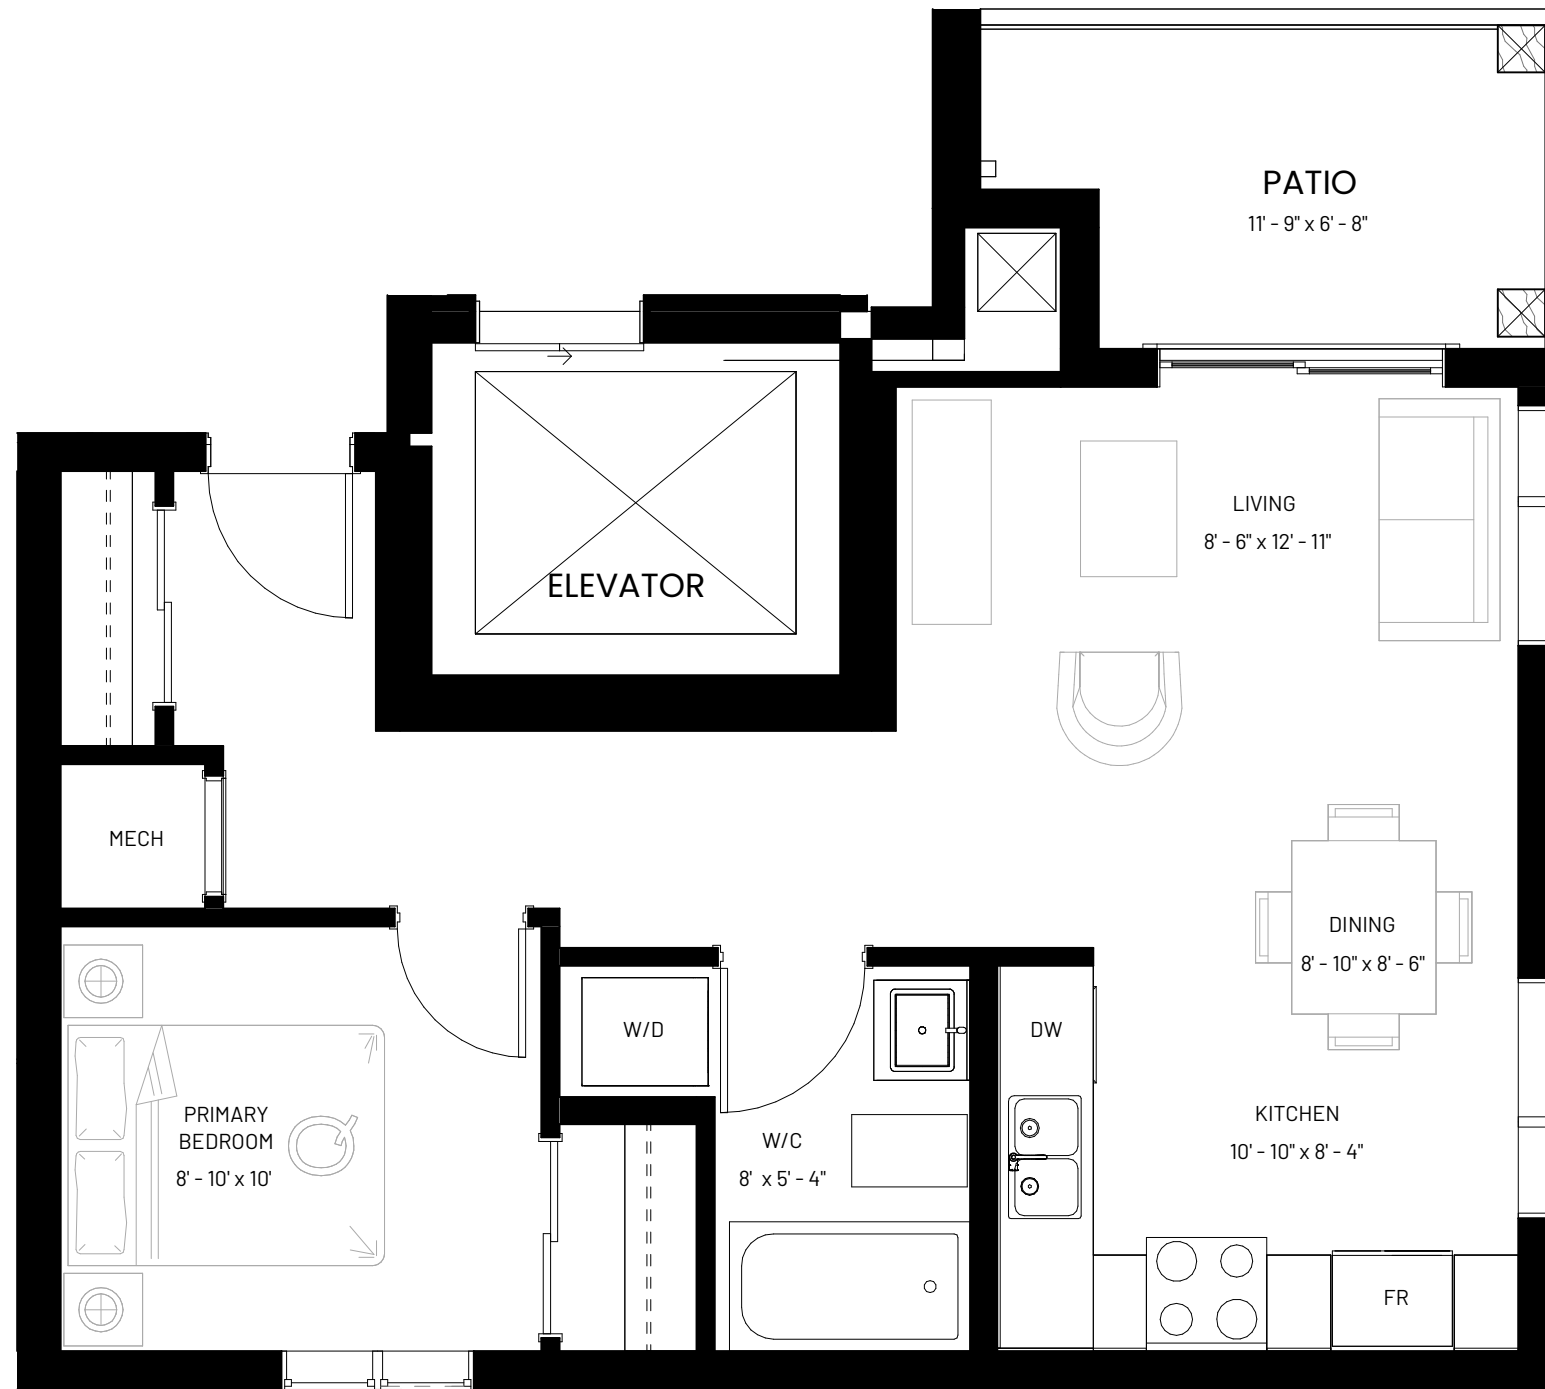 PATIO
11' - 9" x 6' - 8"
LIVING
8' - 6" x 12' - 11"
ELEVATOR
MECH
DINING
8' - 10" x 8' - 6"
W/D
DW
PRIMARY
BEDROOM
8' - 10' x 10'
Q
W/C
8' x 5' - 4"
KITCHEN
10' - 10" x 8' - 4"
FR